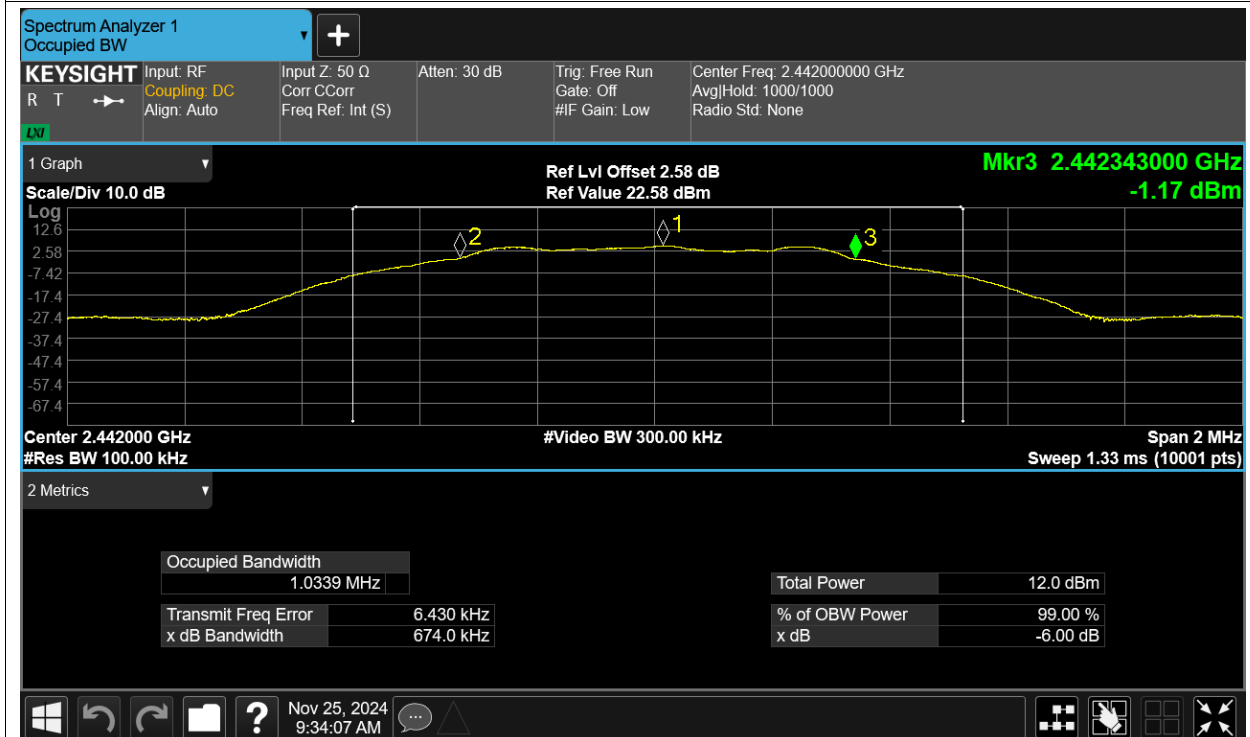 Spectrum Analyzer 1
Occupied BW
+
KEYSIGHT
R T
LXI
Input: RF
Coupling: DC
Align: Auto
Input Z: 50 Ω
Corr CCorr
Freq Ref: Int (S)
Atten: 30 dB
Trig: Free Run
Gate: Off
#IF Gain: Low
Center Freq: 2.442000000 GHz
Avg|Hold: 1000/1000
Radio Std: None
1 Graph
Scale/Div 10.0 dB
Ref Lvl Offset 2.58 dB
Ref Value 22.58 dBm
Mkr3 2.442343000 GHz
-1.17 dBm
Log
12.6
2.58
-7.42
-17.4
-27.4
-37.4
-47.4
-57.4
-67.4
2
1
3
Center 2.442000 GHz
#Res BW 100.00 kHz
#Video BW 300.00 kHz
Span 2 MHz
Sweep 1.33 ms (10001 pts)
2 Metrics
Occupied Bandwidth
1.0339 MHz
Transmit Freq Error 6.430 kHz
x dB Bandwidth 674.0 kHz
Total Power 12.0 dBm
% of OBW Power 99.00 %
x dB -6.00 dB
?
Nov 25, 2024
9:34:07 AM